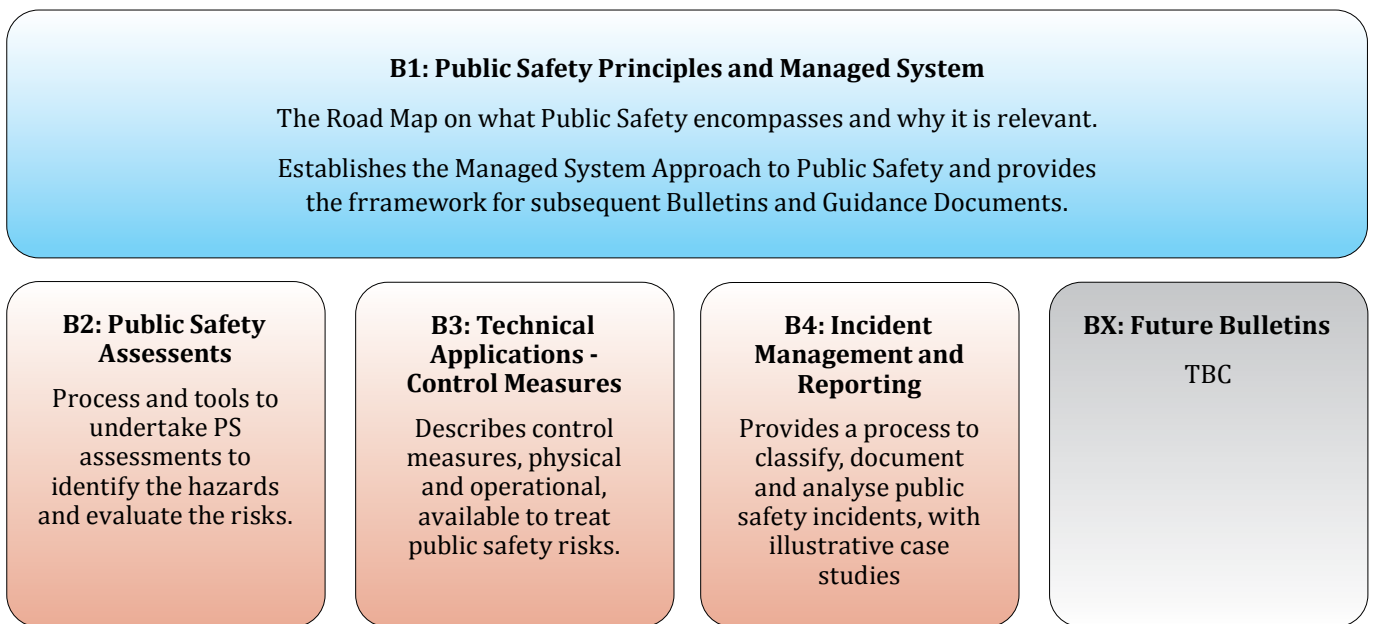 B1: Public Safety Principles and Managed System
The Road Map on what Public Safety encompasses and why it is relevant.
Establishes the Managed System Approach to Public Safety and provides
the frramework for subsequent Bulletins and Guidance Documents.
B2: Public Safety
Assessents
Process and tools to
undertake PS
assessments to
identify the hazards
and evaluate the risks.
B3: Technical
Applications -
Control Measures
Describes control
measures, physical
and operational,
available to treat
public safety risks.
B4: Incident
Management and
Reporting
Provides a process to
classify, document
and analyse public
safety incidents, with
illustrative case
studies
BX: Future Bulletins
TBC